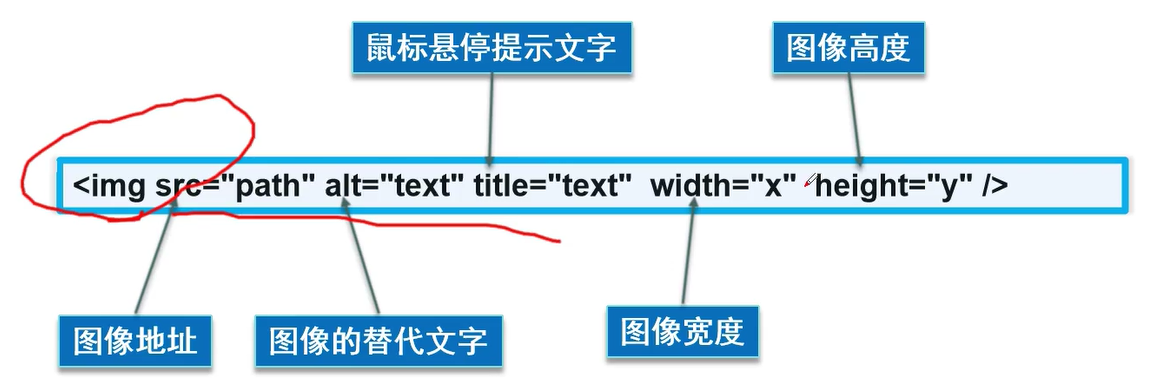 鼠标悬停提示文字
图像高度
<img src="path" alt="text" title="text"  width="x"  height="y" />
图像地址
图像的替代文字
图像宽度